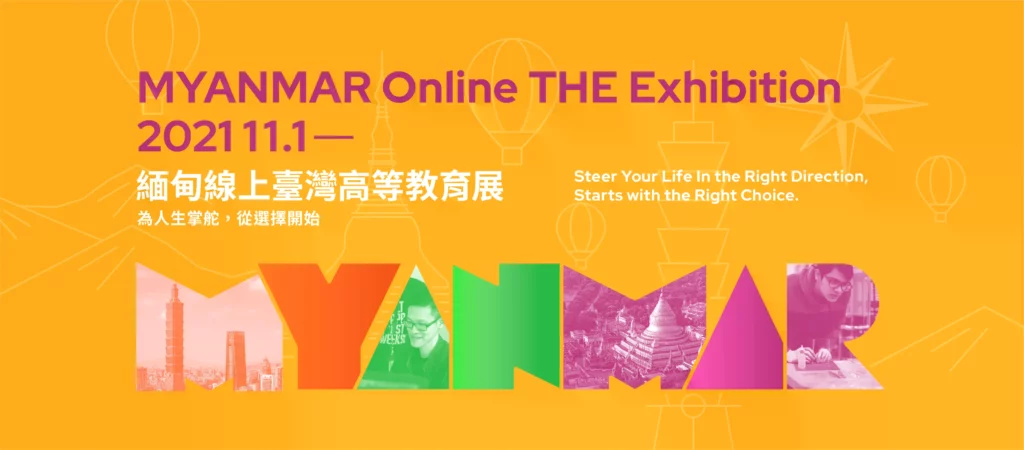 MYANMAR Online THE Exhibition
2021 11.1—
緬甸線上臺灣高等教育展
為人生掌舵，從選擇開始
Steer Your Life In the Right Direction,
Starts with the Right Choice.
MYANMAR